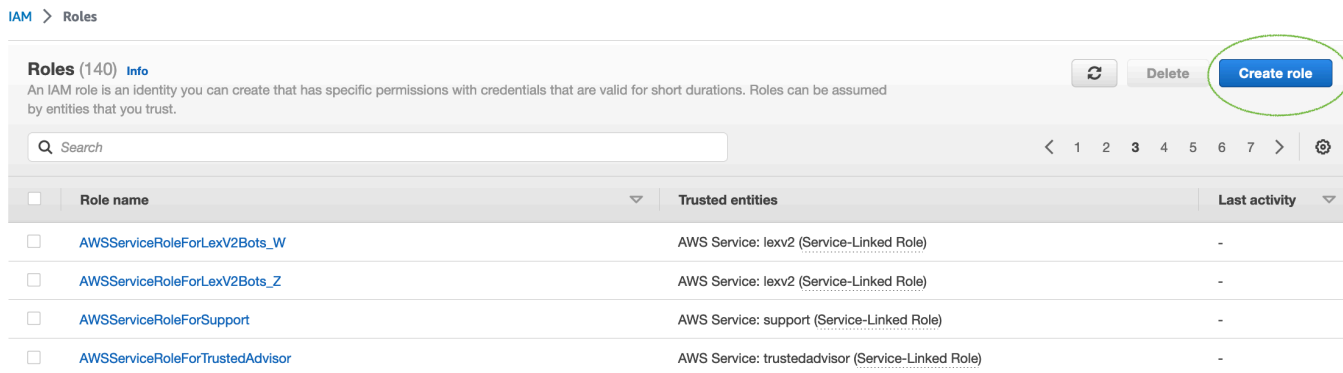 IAM > Roles
Roles (140) Info
Delete
Create role
An IAM role is an identity you can create that has specific permissions with credentials that are valid for short durations. Roles can be assumed
by entities that you trust.
Search
< 1 2 3 4 5 6 7 >
Role name Trusted entities Last activity
AWSServiceRoleForLexV2Bots_W AWS Service: lexv2 (Service-Linked Role) -
AWSServiceRoleForLexV2Bots_Z AWS Service: lexv2 (Service-Linked Role) -
AWSServiceRoleForSupport AWS Service: support (Service-Linked Role) -
AWSServiceRoleForTrustedAdvisor AWS Service: trustedadvisor (Service-Linked Role) -